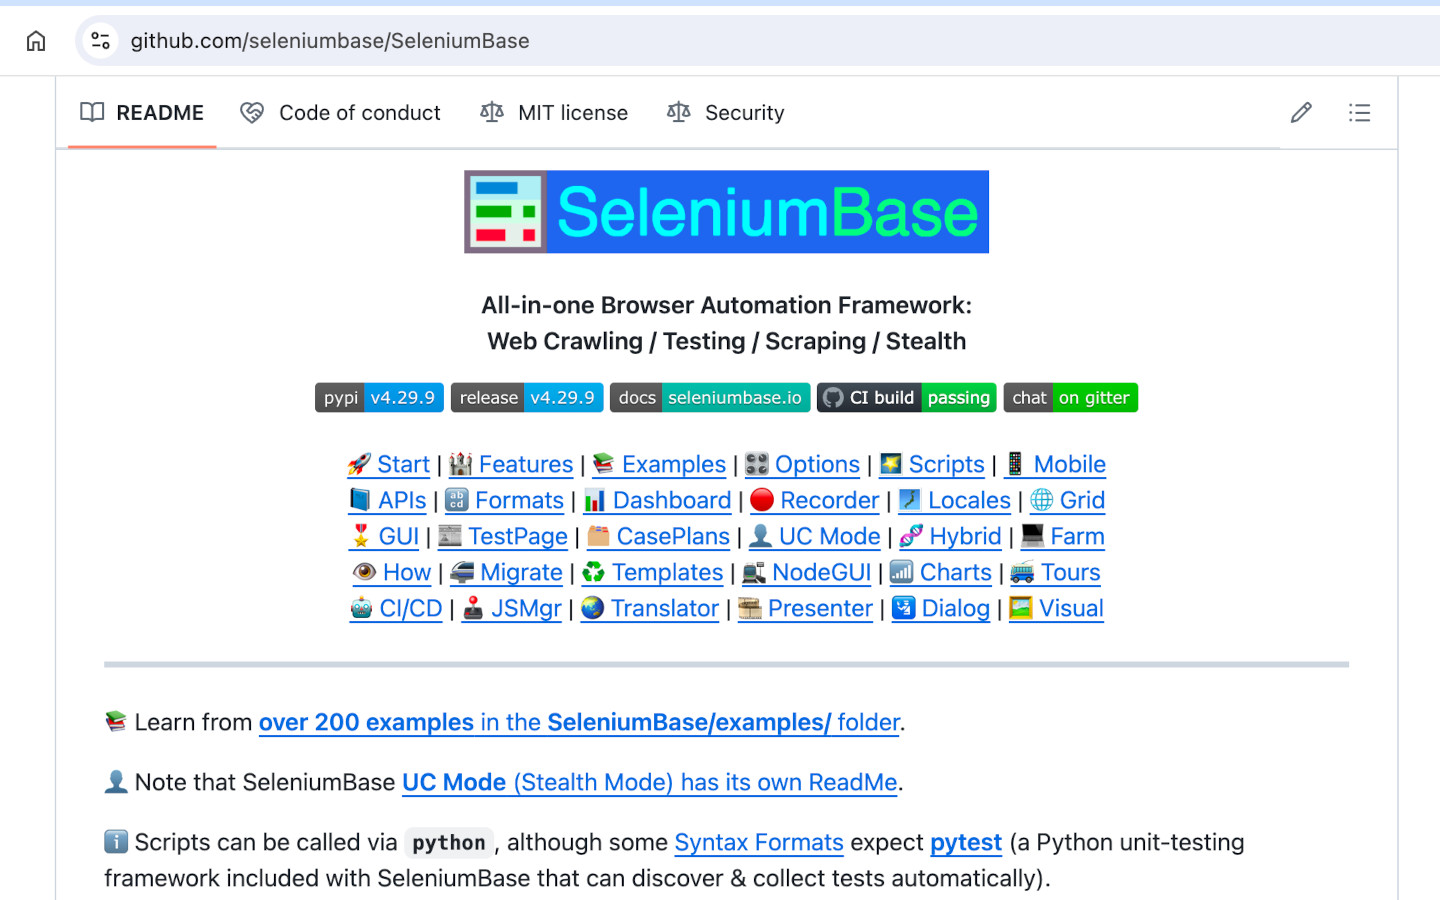 github.com/seleniumbase/SeleniumBase
README Code of conduct MIT license Security
SeleniumBase
All-in-one Browser Automation Framework:
Web Crawling / Testing / Scraping / Stealth
pypi v4.29.9 release v4.29.9 docs seleniumbase.io CI build passing chat on gitter
🚀 Start | 🏰 Features | 📚 Examples | 🎛️ Options | 🌠 Scripts | 📱 Mobile
📘 APIs | 🔡 Formats | 📊 Dashboard | 🔴 Recorder | 🗾 Locales | 🌐 Grid
🎖️ GUI | 📰 TestPage | 🗂️ CasePlans | 👤 UC Mode | 🧬 Hybrid | 💻 Farm
👁️ How | 🚄 Migrate | ♻️ Templates | 🚉 NodeGUI | 📶 Charts | 🚎 Tours
🤖 CI/CD | 🕹️ JSMgr | 🌏 Translator | 🎞️ Presenter | 🛂 Dialog | 🖼️ Visual
📚 Learn from over 200 examples in the SeleniumBase/examples/ folder.
👤 Note that SeleniumBase UC Mode (Stealth Mode) has its own ReadMe.
ℹ️ Scripts can be called via python, although some Syntax Formats expect pytest (a Python unit-testing
framework included with SeleniumBase that can discover & collect tests automatically).